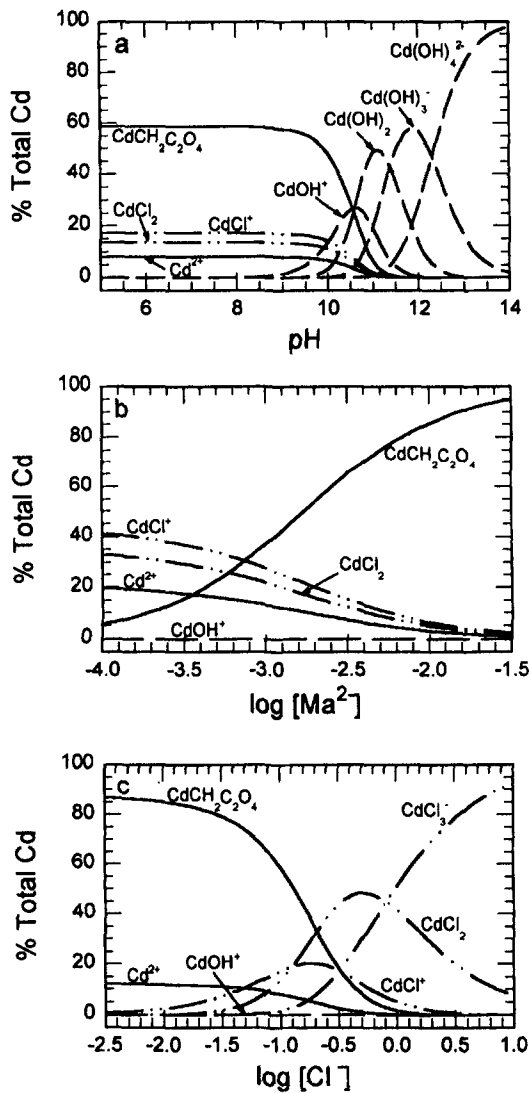 a
100
80
60
40
20
0
% Total Cd
CdCH₂C₂O₄
CdCl₂
CdCl⁺
Cd²⁺
CdOH⁺
Cd(OH)₂
Cd(OH)₃⁻
Cd(OH)₄²⁻
6 8 10 12 14
pH
b
100
80
60
40
20
0
% Total Cd
CdCH₂C₂O₄
CdCl⁺
CdCl₂
Cd²⁺
CdOH⁺
-4.0 -3.5 -3.0 -2.5 -2.0 -1.5
log [Ma²⁻]
c
100
80
60
40
20
0
% Total Cd
CdCH₂C₂O₄
CdCl₃⁻
CdCl₂
Cd²⁺
CdOH⁺
CdCl⁺
-2.5 -2.0 -1.5 -1.0 -0.5 0.0 0.5 1.0
log [Cl⁻]